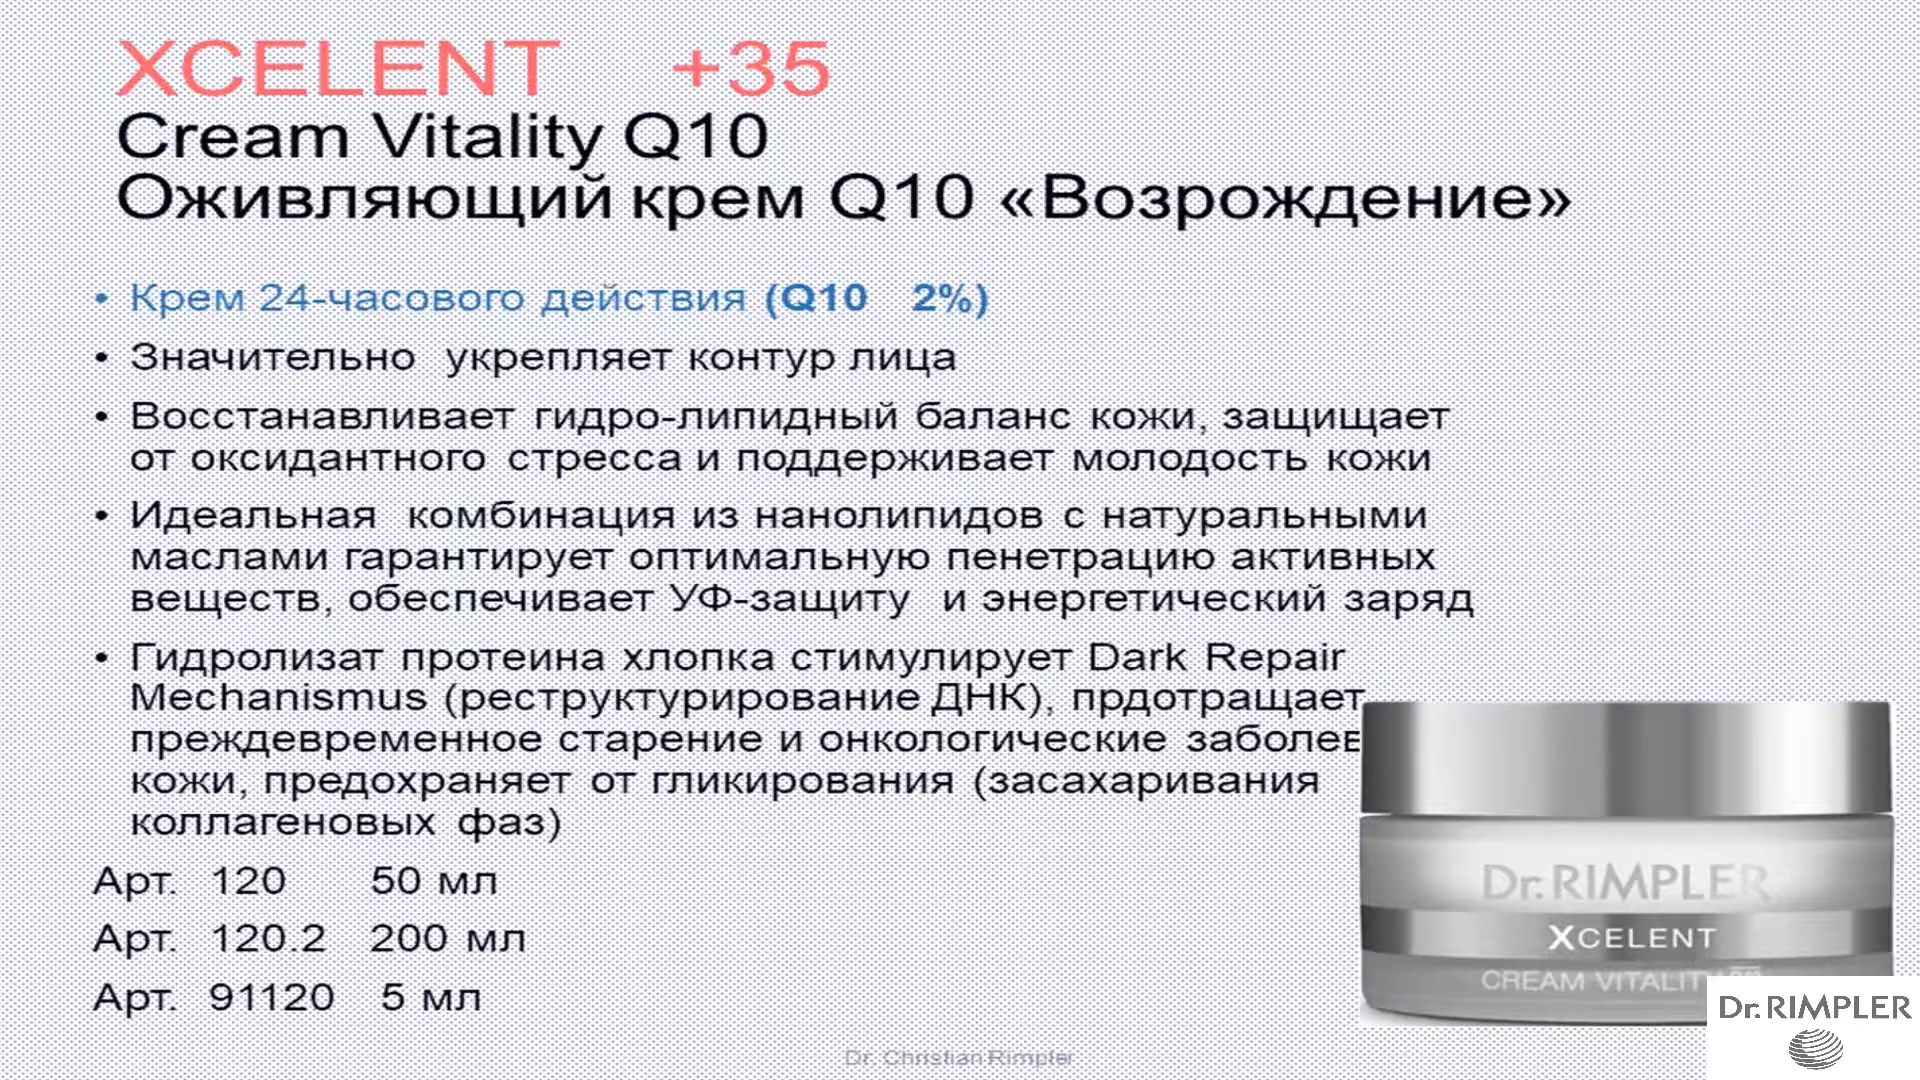 XCELENT +35
Cream Vitality Q10
Оживляющий крем Q10 «Возрождение»
• Крем 24-часового действия (Q10 2%)
• Значительно укрепляет контур лица
• Восстанавливает гидро-липидный баланс кожи, защищает
от оксидантного стресса и поддерживает молодость кожи
• Идеальная комбинация из нанолипидов с натуральными
маслами гарантирует оптимальную пенетрацию активных
веществ, обеспечивает УФ-защиту и энергетический заряд
• Гидролизат протеина хлопка стимулирует Dark Repair
Mechanismus (реструктурирование ДНК), прдотращает
преждевременное старение и онкологические заболев
кожи, предохраняет от гликирования (засахаривания
коллагеновых фаз)
Арт. 120 50 мл
Арт. 120.2 200 мл
Арт. 91120 5 мл
Dr. RIMPLER
XCELENT
CREAM VITALITY
Dr. RIMPLER
Dr. Christian Rimpler